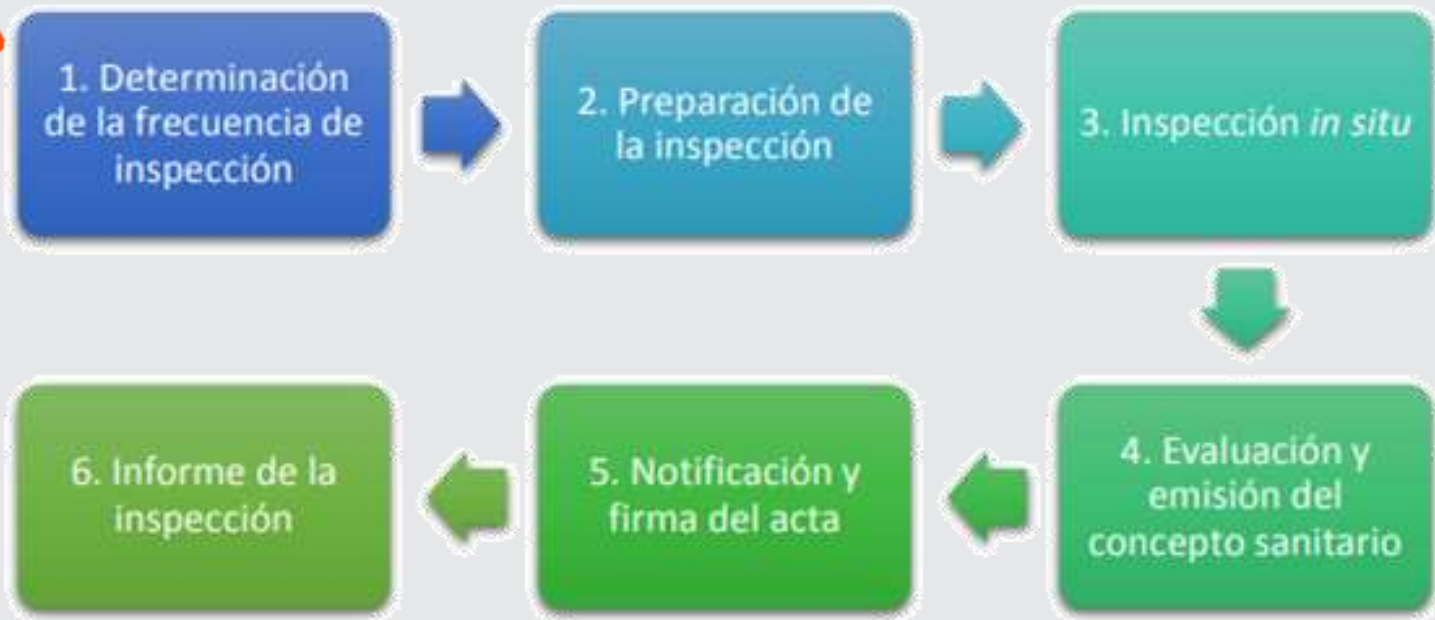 1. Determinación
de la frecuencia de
inspección
2. Preparación de
la inspección
3. Inspección in situ
4. Evaluación y
emisión del
concepto sanitario
5. Notificación y
firma del acta
6. Informe de la
inspección